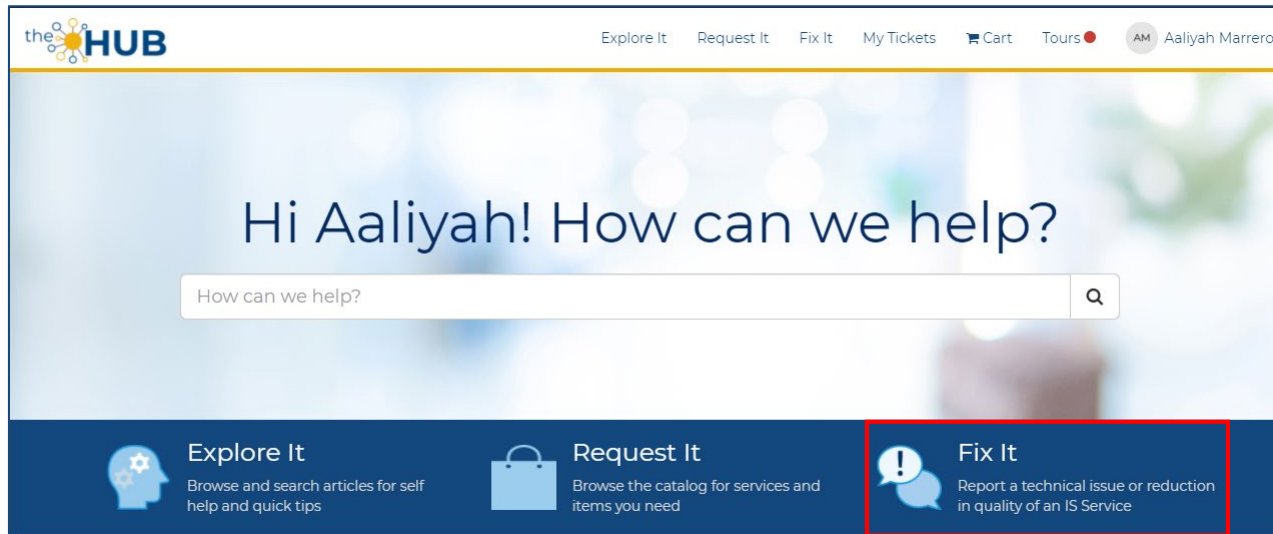 the HUB
Explore It Request It Fix It My Tickets Cart Tours AM Aaliyah Marrero
Hi Aaliyah! How can we help?
How can we help?
Explore It
Browse and search articles for self
help and quick tips
Request It
Browse the catalog for services and
items you need
!
Fix It
Report a technical issue or reduction
in quality of an IS Service